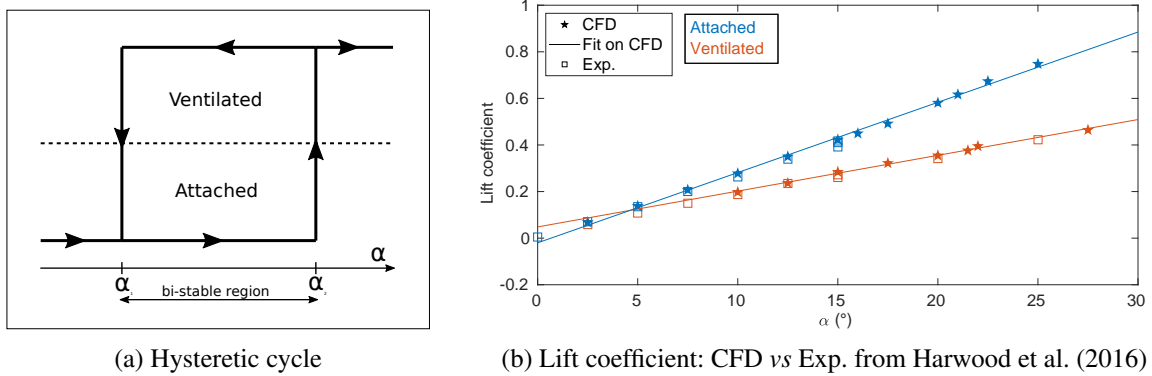 Ventilated
Attached
α
α₁ α₂
bi-stable region
(a) Hysteretic cycle
1
0.8
0.6
0.4
0.2
0
-0.2
Lift coefficient
CFD
Fit on CFD
Exp.
Attached
Ventilated
0 5 10 15 20 25 30
α (°)
(b) Lift coefficient: CFD vs Exp. from Harwood et al. (2016)